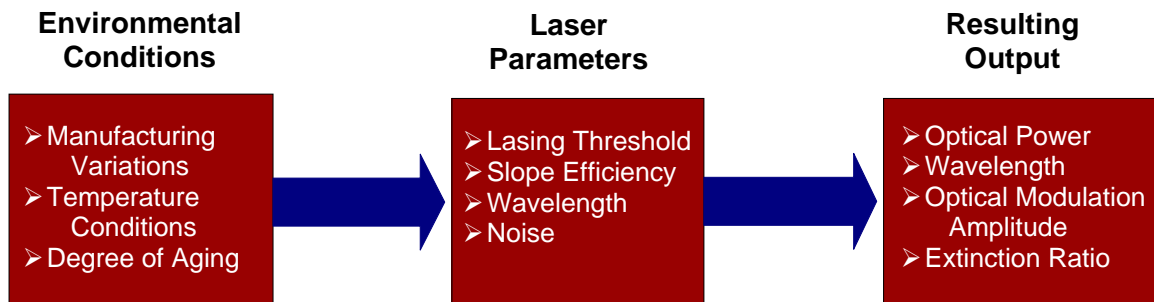 Environmental
Conditions
Laser
Parameters
Resulting
Output
➢ Manufacturing
Variations
➢ Temperature
Conditions
➢ Degree of Aging
➢ Lasing Threshold
➢ Slope Efficiency
➢ Wavelength
➢ Noise
➢ Optical Power
➢ Wavelength
➢ Optical Modulation
Amplitude
➢ Extinction Ratio